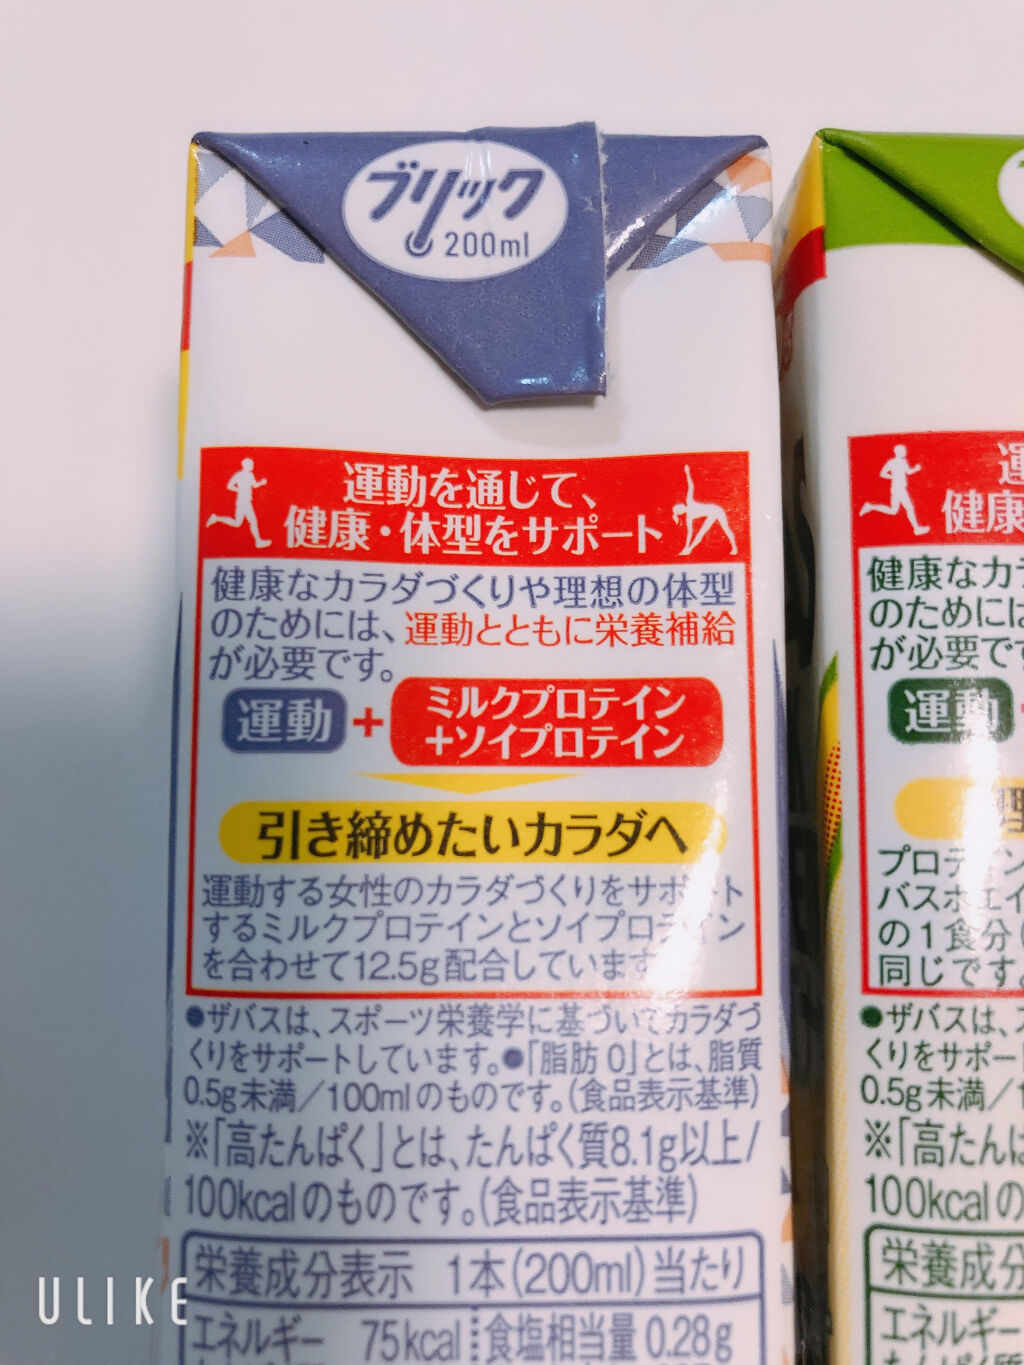 ブリック
200ml
運動を通じて、
健康・体型をサポート
健康なカラダづくりや理想の体型
のためには、運動とともに栄養補給
が必要です。
運動+ミルクプロテイン
+ソイプロテイン
引き締めたいカラダへ
運動する女性のカラダづくりをサポート
するミルクプロテインとソイプロテイン
を合わせて12.5g配合しています
●ザバスは、スポーツ栄養学に基づいてカラダづ
くりをサポートしています。●「脂肪 0」とは、脂質
0.5g未満/100mlのものです。(食品表示基準)
※「高たんぱく」とは、たんぱく質8.1g以上/
100kcalのものです。(食品表示基準)
栄養成分表示 1本(200ml)当たり
エネルギー 75kcal 食塩相当量 0.28g
運
健康
健康なカラ
のためには
が必要です
運動
プロテイン
バスホエイ
の1食分
同じです。
●ザバスは、ス
くりをサポー
0.5g未満/1
※「高たんぱ
100kcalの
栄養成分
エネルギー
ULIKE